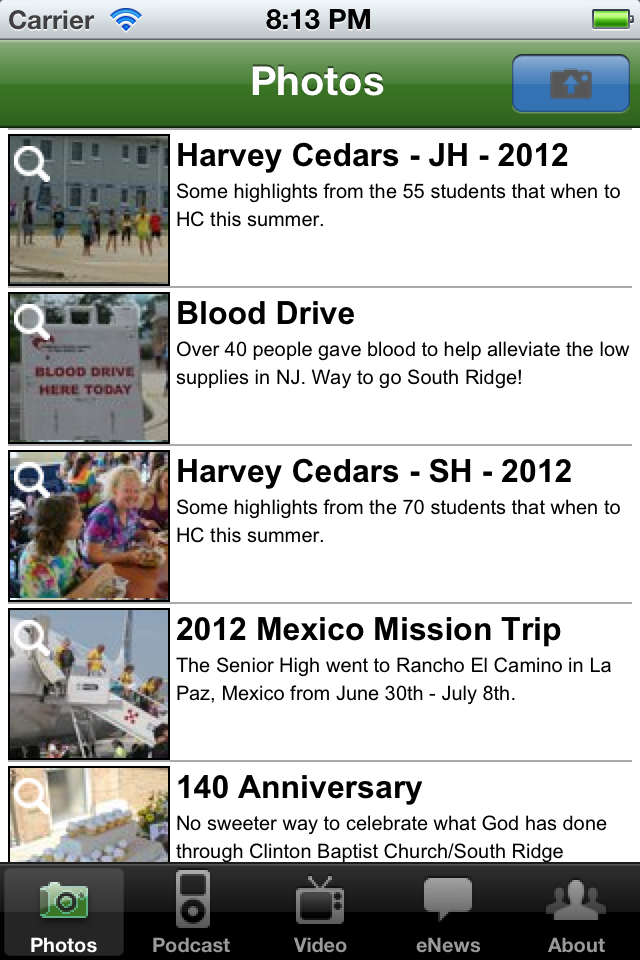 Carrier 8:13 PM
Photos
Harvey Cedars - JH - 2012
Some highlights from the 55 students that when to
HC this summer.
BLOOD DRIVE
HERE TODAY
Blood Drive
Over 40 people gave blood to help alleviate the low
supplies in NJ. Way to go South Ridge!
Harvey Cedars - SH - 2012
Some highlights from the 70 students that when to
HC this summer.
2012 Mexico Mission Trip
The Senior High went to Rancho El Camino in La
Paz, Mexico from June 30th - July 8th.
140 Anniversary
No sweeter way to celebrate what God has done
through Clinton Baptist Church/South Ridge
Photos Podcast Video eNews About